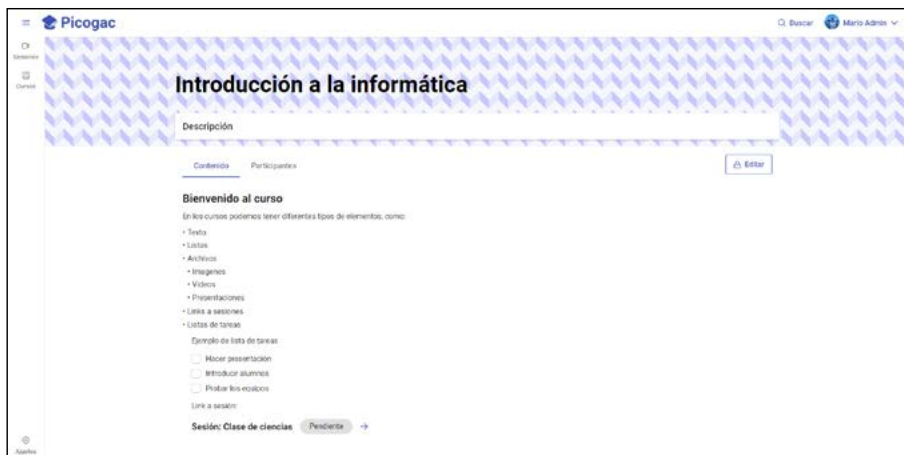 Picogac
Buscar
Mario Admin
Sesiones
Cursos
Introducción a la informática
Descripción
Contenido
Participantes
Editar
Bienvenido al curso
En los cursos podemos tener diferentes tipos de elementos, como:
• Texto
• Listas
• Archivos
• Imagenes
• Videos
• Presentaciones
• Links a sesiones
• Listas de tareas
Ejemplo de lista de tareas
Hacer presentación
Introducir alumnos
Probar los equipos
Link a sesión:
Sesión: Clase de ciencias Pendiente →
Ajustes